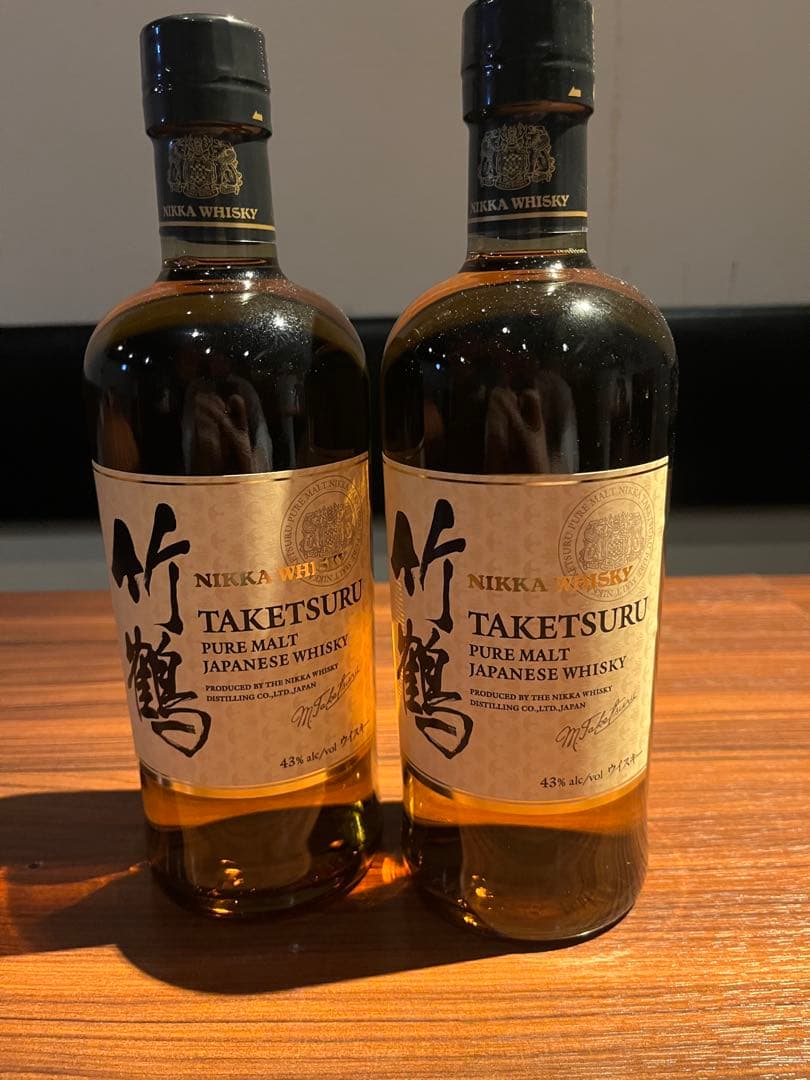 NIKKA WHISKY
竹鶴
NIKKA WHISKY
TAKETSURU
PURE MALT
JAPANESE WHISKY
PRODUCED BY THE NIKKA WHISKY
DISTILLING CO.,LTD.,JAPAN
M. Taketsuru
43% alc/vol ウイスキー
NIKKA WHISKY
竹鶴
NIKKA WHISKY
TAKETSURU
PURE MALT
JAPANESE WHISKY
PRODUCED BY THE NIKKA WHISKY
DISTILLING CO.,LTD.,JAPAN
M. Taketsuru
43% alc/vol ウイスキー